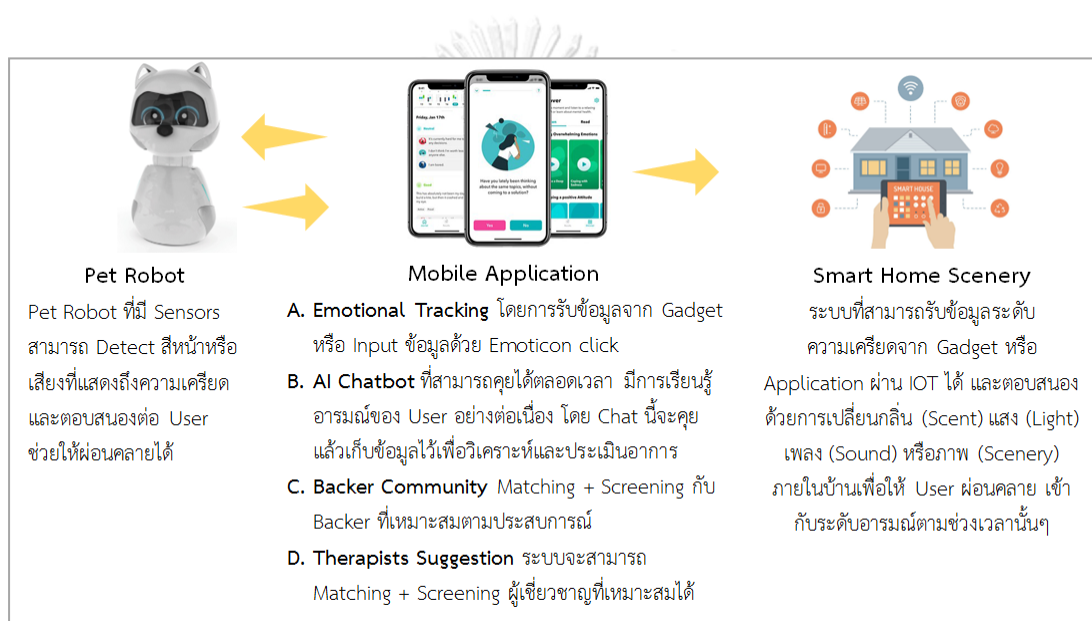 Friday, Jan 17th
Have you lately been thinking
about the same topics, without
coming to a solution?
Yes
Yes
Read
SMART HOUSE
Pet Robot
Pet Robot ที่มี Sensors
สามารถ Detect สีหน้าหรือ
เสียงที่แสดงถึงความเครียด
และตอบสนองต่อ User
ช่วยให้ผ่อนคลายได้
Mobile Application
A. Emotional Tracking โดยการรับข้อมูลจาก Gadget
หรือ Input ข้อมูลด้วย Emoticon click
B. AI Chatbot ที่สามารถคุยได้ตลอดเวลา มีการเรียนรู้
อารมณ์ของ User อย่างต่อเนื่อง โดย Chat นี้จะคุย
แล้วเก็บข้อมูลไว้เพื่อวิเคราะห์และประเมินอาการ
C. Backer Community Matching + Screening กับ
Backer ที่เหมาะสมตามประสบการณ์
D. Therapists Suggestion ระบบจะสามารถ
Matching + Screening ผู้เชี่ยวชาญที่เหมาะสมได้
Smart Home Scenery
ระบบที่สามารถรับข้อมูลระดับ
ความเครียดจาก Gadget หรือ
Application ผ่าน IOT ได้ และตอบสนอง
ด้วยการเปลี่ยนกลิ่น (Scent) แสง (Light)
เพลง (Sound) หรือภาพ (Scenery)
ภายในบ้านเพื่อให้ User ผ่อนคลาย เข้า
กับระดับอารมณ์ตามช่วงเวลานั้นๆ